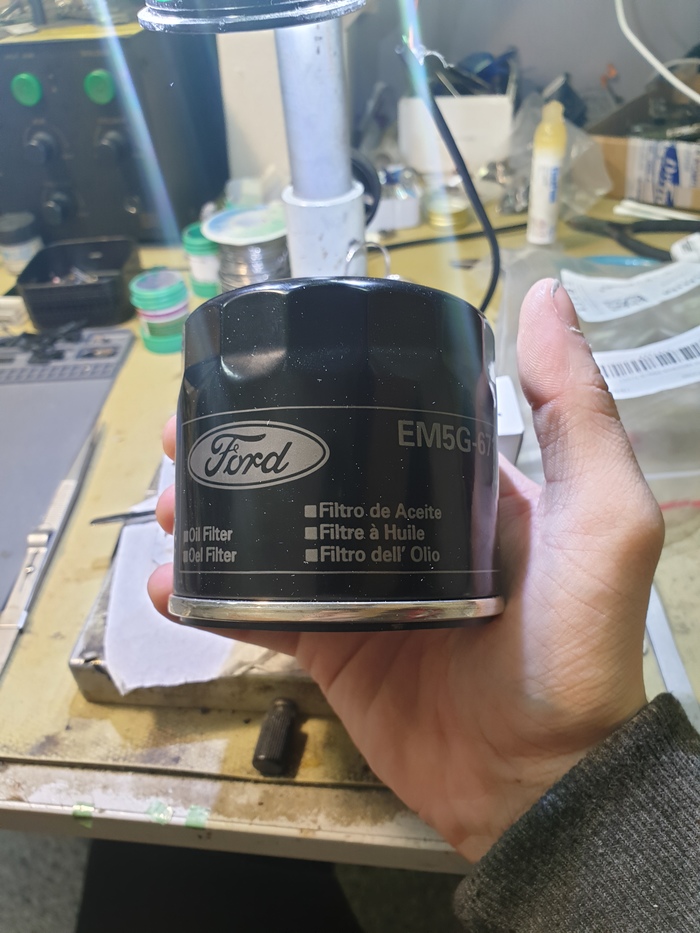 Ford
EM5G-67
Oil Filter
Oel Filter
Filtro de Aceite
Filtre à Huile
Filtro dell' Olio